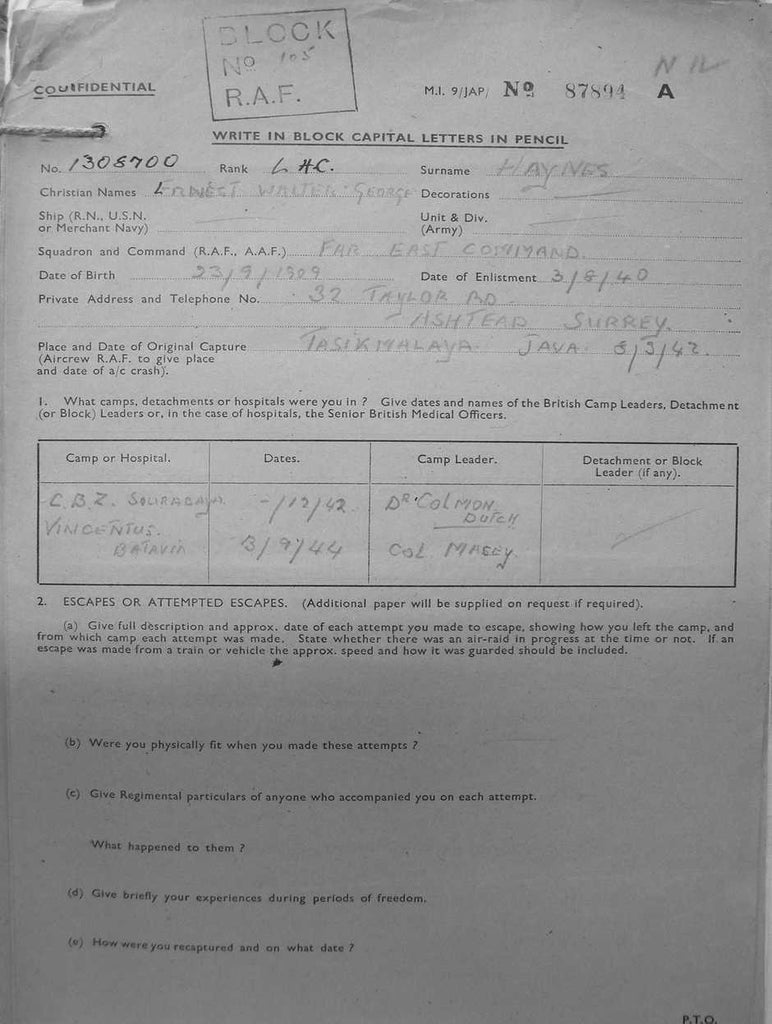 BLOCK
No 105
R.A.F.
NIL
CONFIDENTIAL
M.I. 9/JAP/ No 87894 A
WRITE IN BLOCK CAPITAL LETTERS IN PENCIL
No. 1308700 Rank L A.C. Surname HAYNES
Christian Names ERNEST WALTER GEORGE Decorations
Ship (R.N., U.S.N. Unit & Div.
or Merchant Navy) (Army)
Squadron and Command (R.A.F., A.A.F.) FAR EAST COMMAND.
Date of Birth 23/9/1909 Date of Enlistment 3/8/40
Private Address and Telephone No. 32 TAYLOR RD
ASHTEAD SURREY.
Place and Date of Original Capture TASIKMALAYA. JAVA. 8/3/42.
(Aircrew R.A.F. to give place
and date of a/c crash).
1. What camps, detachments or hospitals were you in ? Give dates and names of the British Camp Leaders, Detachment
(or Block) Leaders or, in the case of hospitals, the Senior British Medical Officers.
Camp or Hospital. Dates. Camp Leader. Detachment or Block
Leader (if any).
C.B.Z. SOURABAYA. -/12/42. DR COLMON
DUTCH
VINCENTUS.
BATAVIA 3/9/44 COL MASEY.
2. ESCAPES OR ATTEMPTED ESCAPES. (Additional paper will be supplied on request if required).
(a) Give full description and approx. date of each attempt you made to escape, showing how you left the camp, and
from which camp each attempt was made. State whether there was an air-raid in progress at the time or not. If an
escape was made from a train or vehicle the approx. speed and how it was guarded should be included.
(b) Were you physically fit when you made these attempts ?
(c) Give Regimental particulars of anyone who accompanied you on each attempt.
What happened to them ?
(d) Give briefly your experiences during periods of freedom.
(e) How were you recaptured and on what date ?
P.T.O.